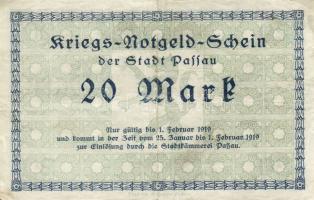 Kriegs-Notgeld-Schein
der Stadt Passau
20 Mark
Nur gültig bis 1. Februar 1919
und kommt in der Zeit vom 25. Januar bis 1. Februar 1919
zur Einlösung durch die Stadtkämmerei Passau.